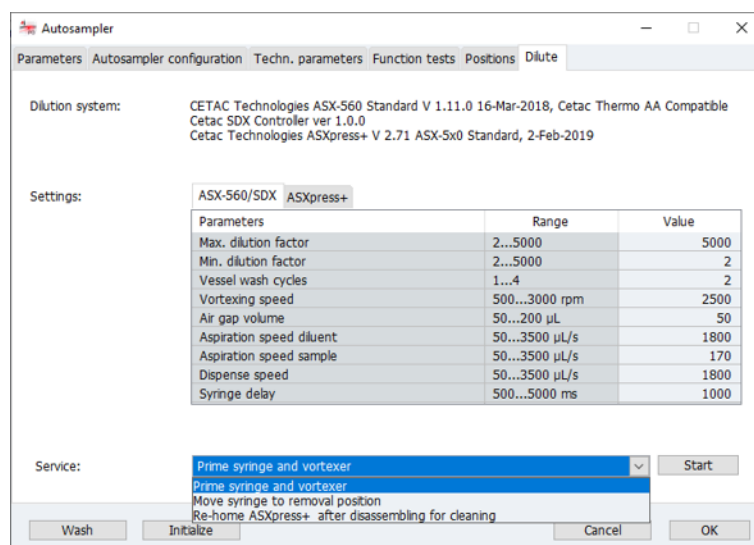 Autosampler
Parameters Autosampler configuration Techn. parameters Function tests Positions Dilute
Dilution system: CETAC Technologies ASX-560 Standard V 1.11.0 16-Mar-2018, Cetac Thermo AA Compatible
Cetac SDX Controller ver 1.0.0
Cetac Technologies ASXpress+ V 2.71 ASX-5x0 Standard, 2-Feb-2019
Settings: ASX-560/SDX ASXpress+
Parameters Range Value
Max. dilution factor 2...5000 5000
Min. dilution factor 2...5000 2
Vessel wash cycles 1...4 2
Vortexing speed 500...3000 rpm 2500
Air gap volume 50...200 µL 50
Aspiration speed diluent 50...3500 µL/s 1800
Aspiration speed sample 50...3500 µL/s 170
Dispense speed 50...3500 µL/s 1800
Syringe delay 500...5000 ms 1000
Service: Prime syringe and vortexer Start
Prime syringe and vortexer
Move syringe to removal position
Re-home ASXpress+ after disassembling for cleaning
Wash Initialize Cancel OK